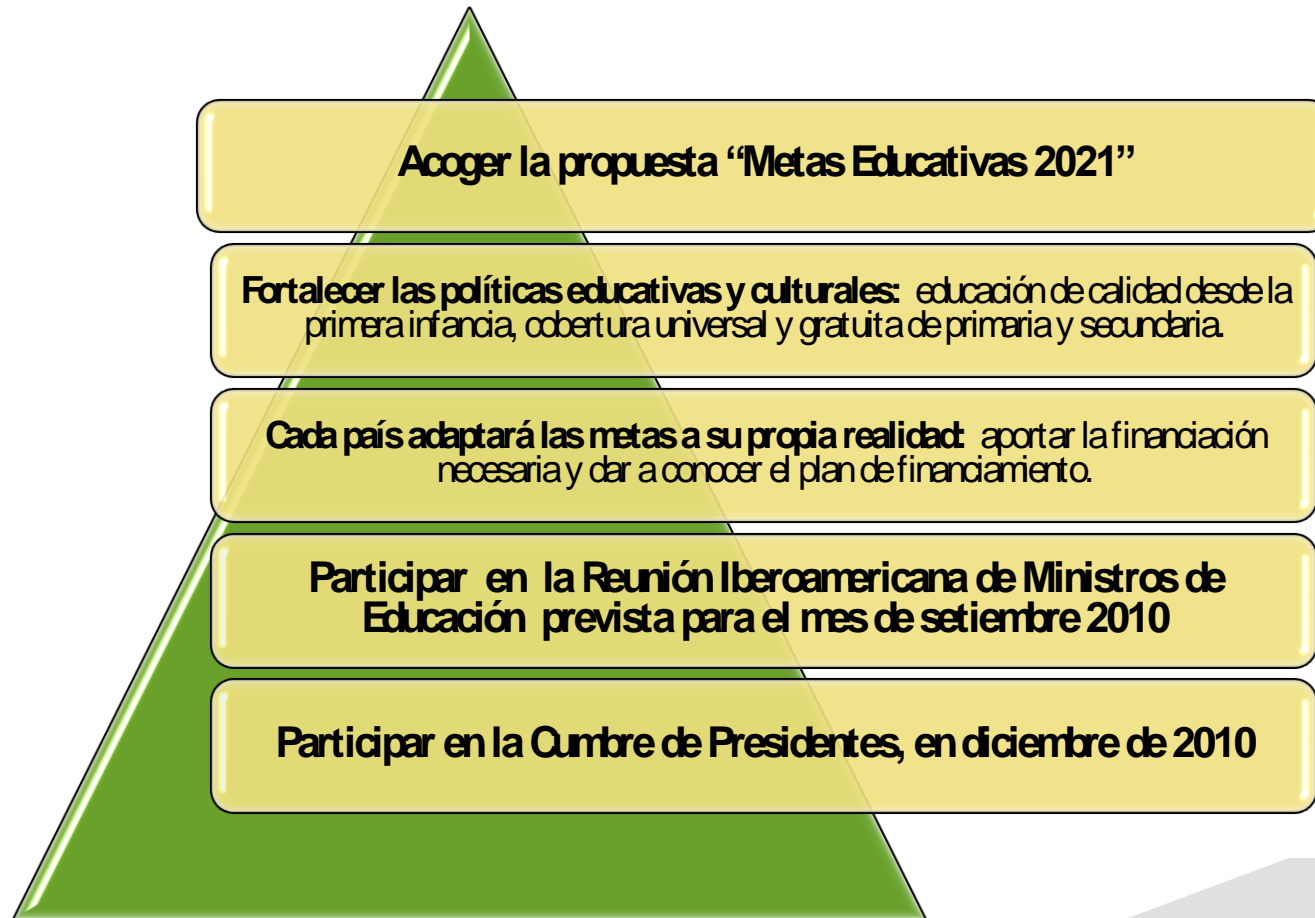 Acoger la propuesta “Metas Educativas 2021”
Fortalecer las políticas educativas y culturales: educación de calidad desde la
primera infancia, cobertura universal y gratuita de primaria y secundaria.
Cada país adaptará las metas a su propia realidad: aportar la financiación
necesaria y dar a conocer el plan de financiamiento.
Participar en la Reunión Iberoamericana de Ministros de
Educación prevista para el mes de setiembre 2010
Participar en la Cumbre de Presidentes, en diciembre de 2010